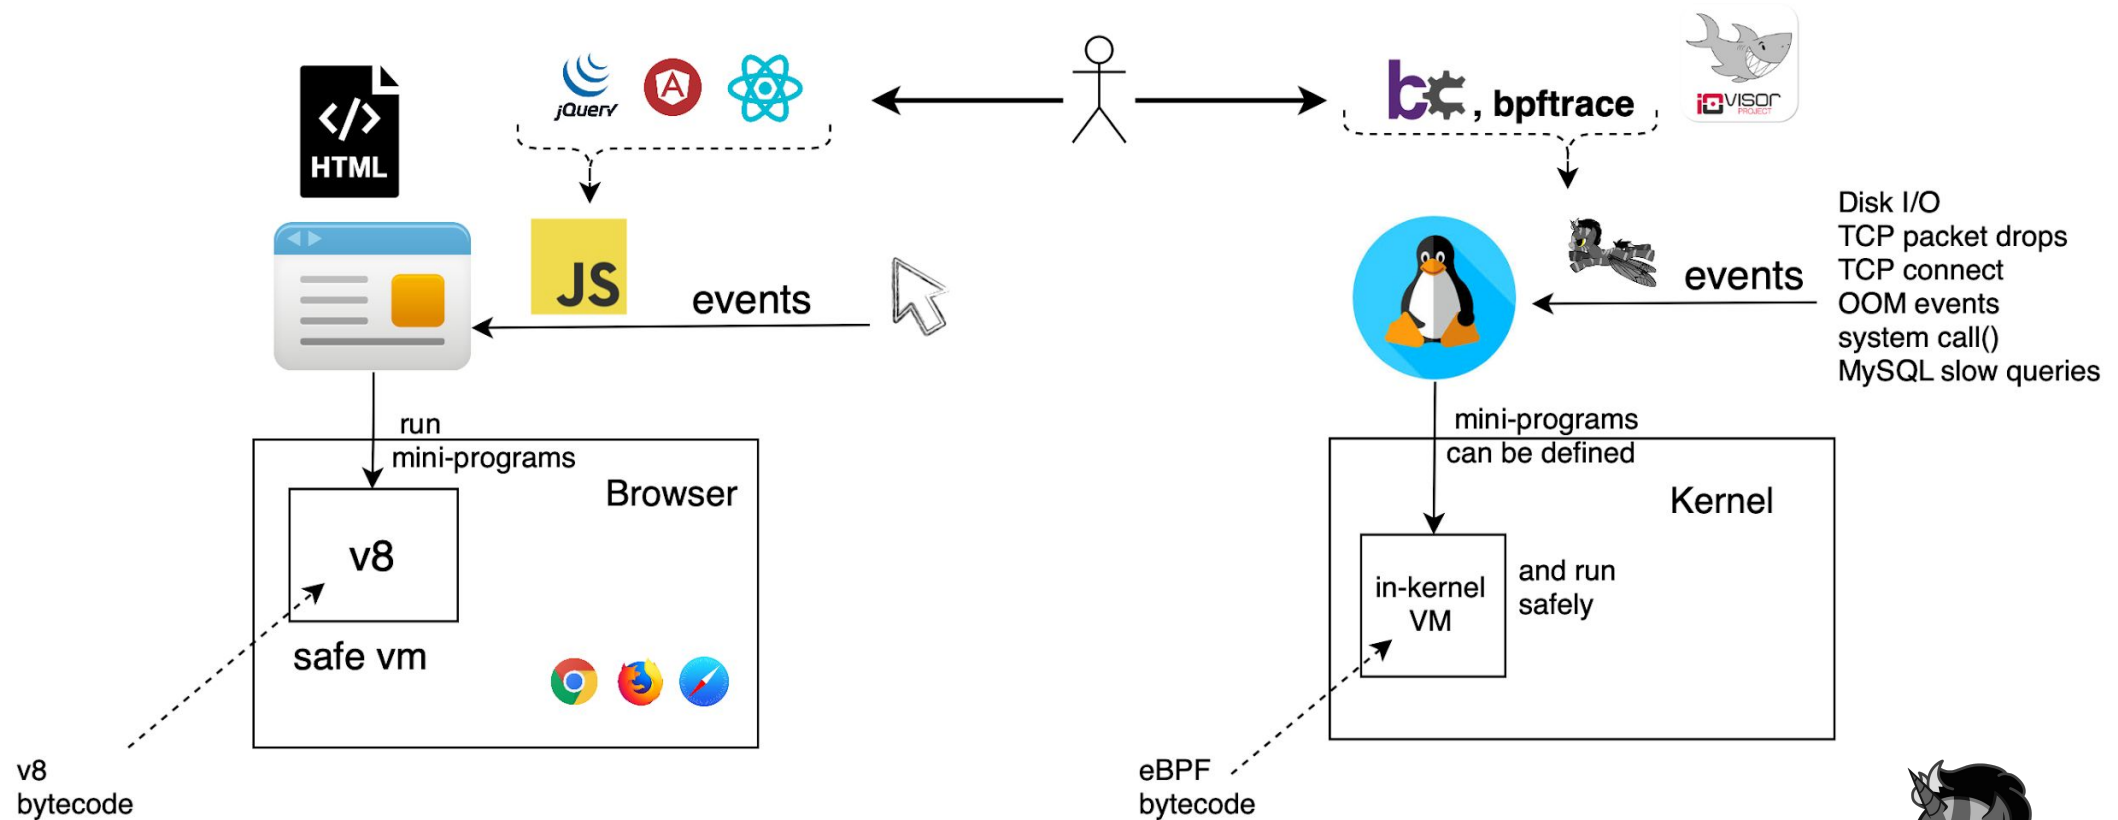 HTML
</>
jQuery
A
bc, bpftrace
iOVISOR
PROJECT
JS
events
events
Disk I/O
TCP packet drops
TCP connect
OOM events
system call()
MySQL slow queries
run
mini-programs
Browser
v8
safe vm
v8
bytecode
mini-programs
can be defined
Kernel
in-kernel
VM
and run
safely
eBPF
bytecode